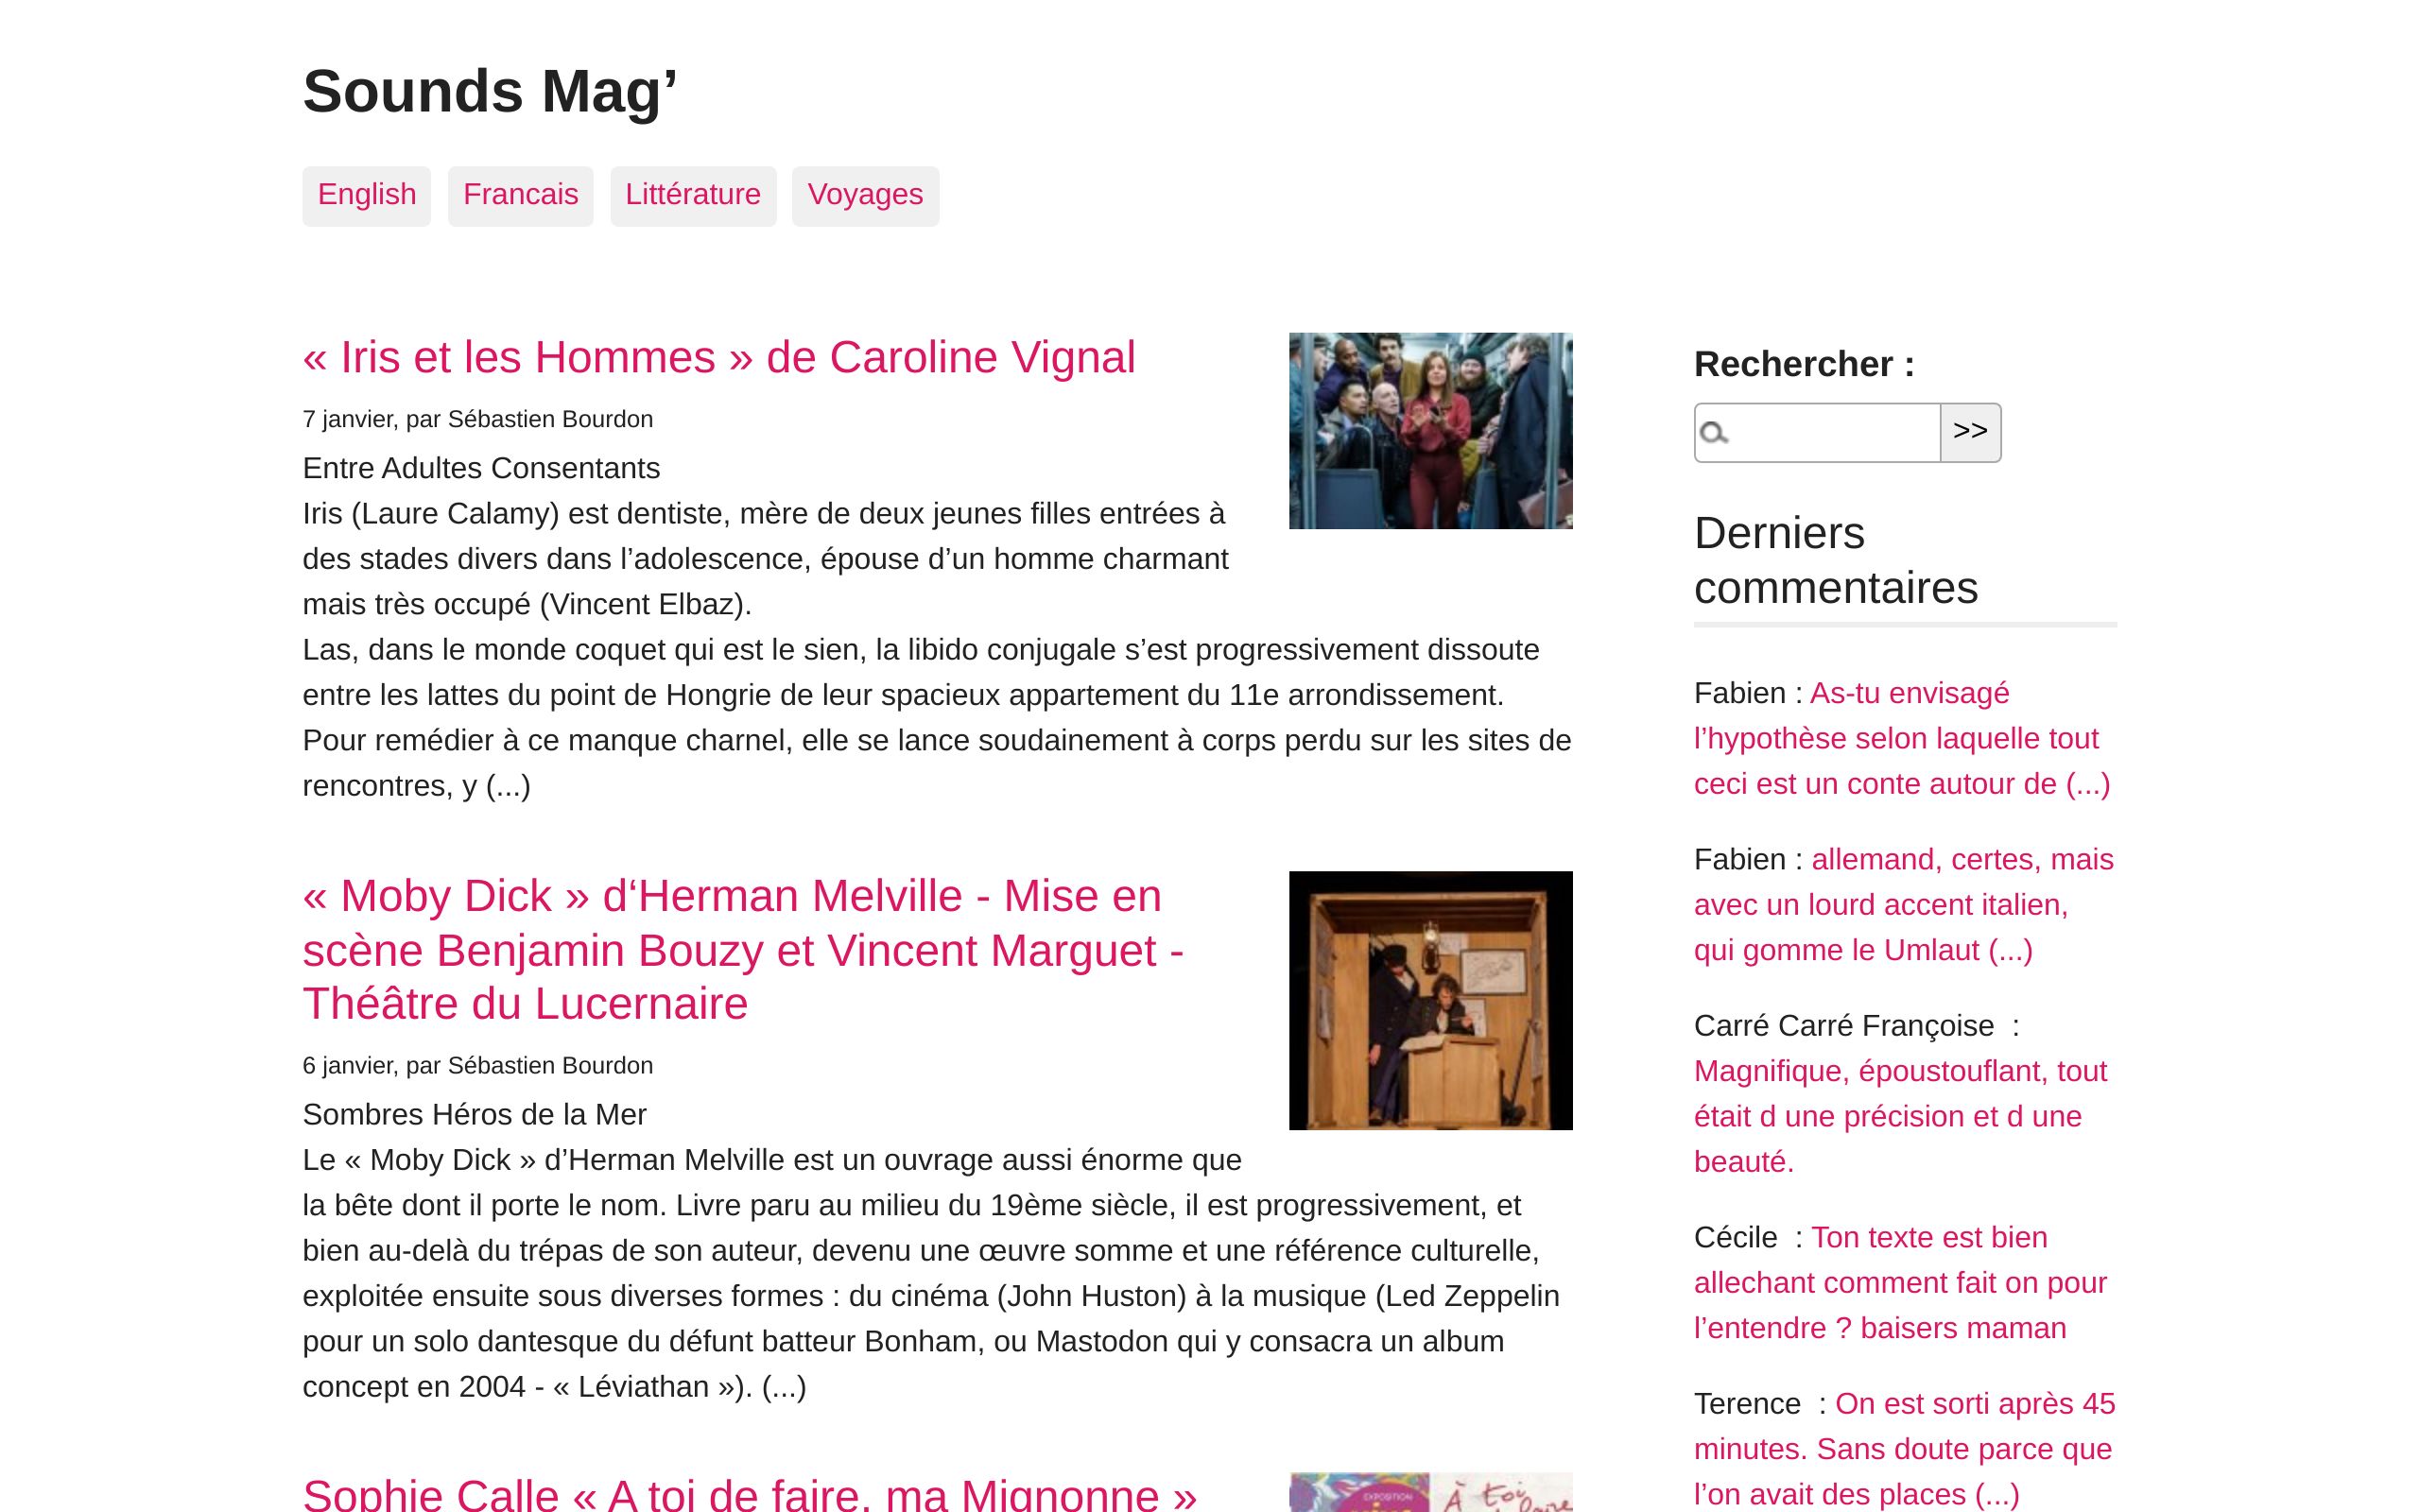 Sounds Mag’
English
Francais
Littérature
Voyages
« Iris et les Hommes » de Caroline Vignal
7 janvier, par Sébastien Bourdon
Entre Adultes Consentants
Iris (Laure Calamy) est dentiste, mère de deux jeunes filles entrées à
des stades divers dans l’adolescence, épouse d’un homme charmant
mais très occupé (Vincent Elbaz).
Las, dans le monde coquet qui est le sien, la libido conjugale s’est progressivement dissoute
entre les lattes du point de Hongrie de leur spacieux appartement du 11e arrondissement.
Pour remédier à ce manque charnel, elle se lance soudainement à corps perdu sur les sites de
rencontres, y (...)
« Moby Dick » d‘Herman Melville - Mise en
scène Benjamin Bouzy et Vincent Marguet -
Théâtre du Lucernaire
6 janvier, par Sébastien Bourdon
Sombres Héros de la Mer
Le « Moby Dick » d’Herman Melville est un ouvrage aussi énorme que
la bête dont il porte le nom. Livre paru au milieu du 19ème siècle, il est progressivement, et
bien au-delà du trépas de son auteur, devenu une œuvre somme et une référence culturelle,
exploitée ensuite sous diverses formes : du cinéma (John Huston) à la musique (Led Zeppelin
pour un solo dantesque du défunt batteur Bonham, ou Mastodon qui y consacra un album
concept en 2004 - « Léviathan »). (...)
Sophie Calle « A toi de faire, ma Mignonne »
EXPOSITION
À toi
Rechercher :
>>
Derniers
commentaires
Fabien : As-tu envisagé
l’hypothèse selon laquelle tout
ceci est un conte autour de (...)
Fabien : allemand, certes, mais
avec un lourd accent italien,
qui gomme le Umlaut (...)
Carré Carré Françoise  :
Magnifique, époustouflant, tout
était d une précision et d une
beauté.
Cécile  : Ton texte est bien
allechant comment fait on pour
l’entendre ? baisers maman
Terence  : On est sorti après 45
minutes. Sans doute parce que
l’on avait des places (...)